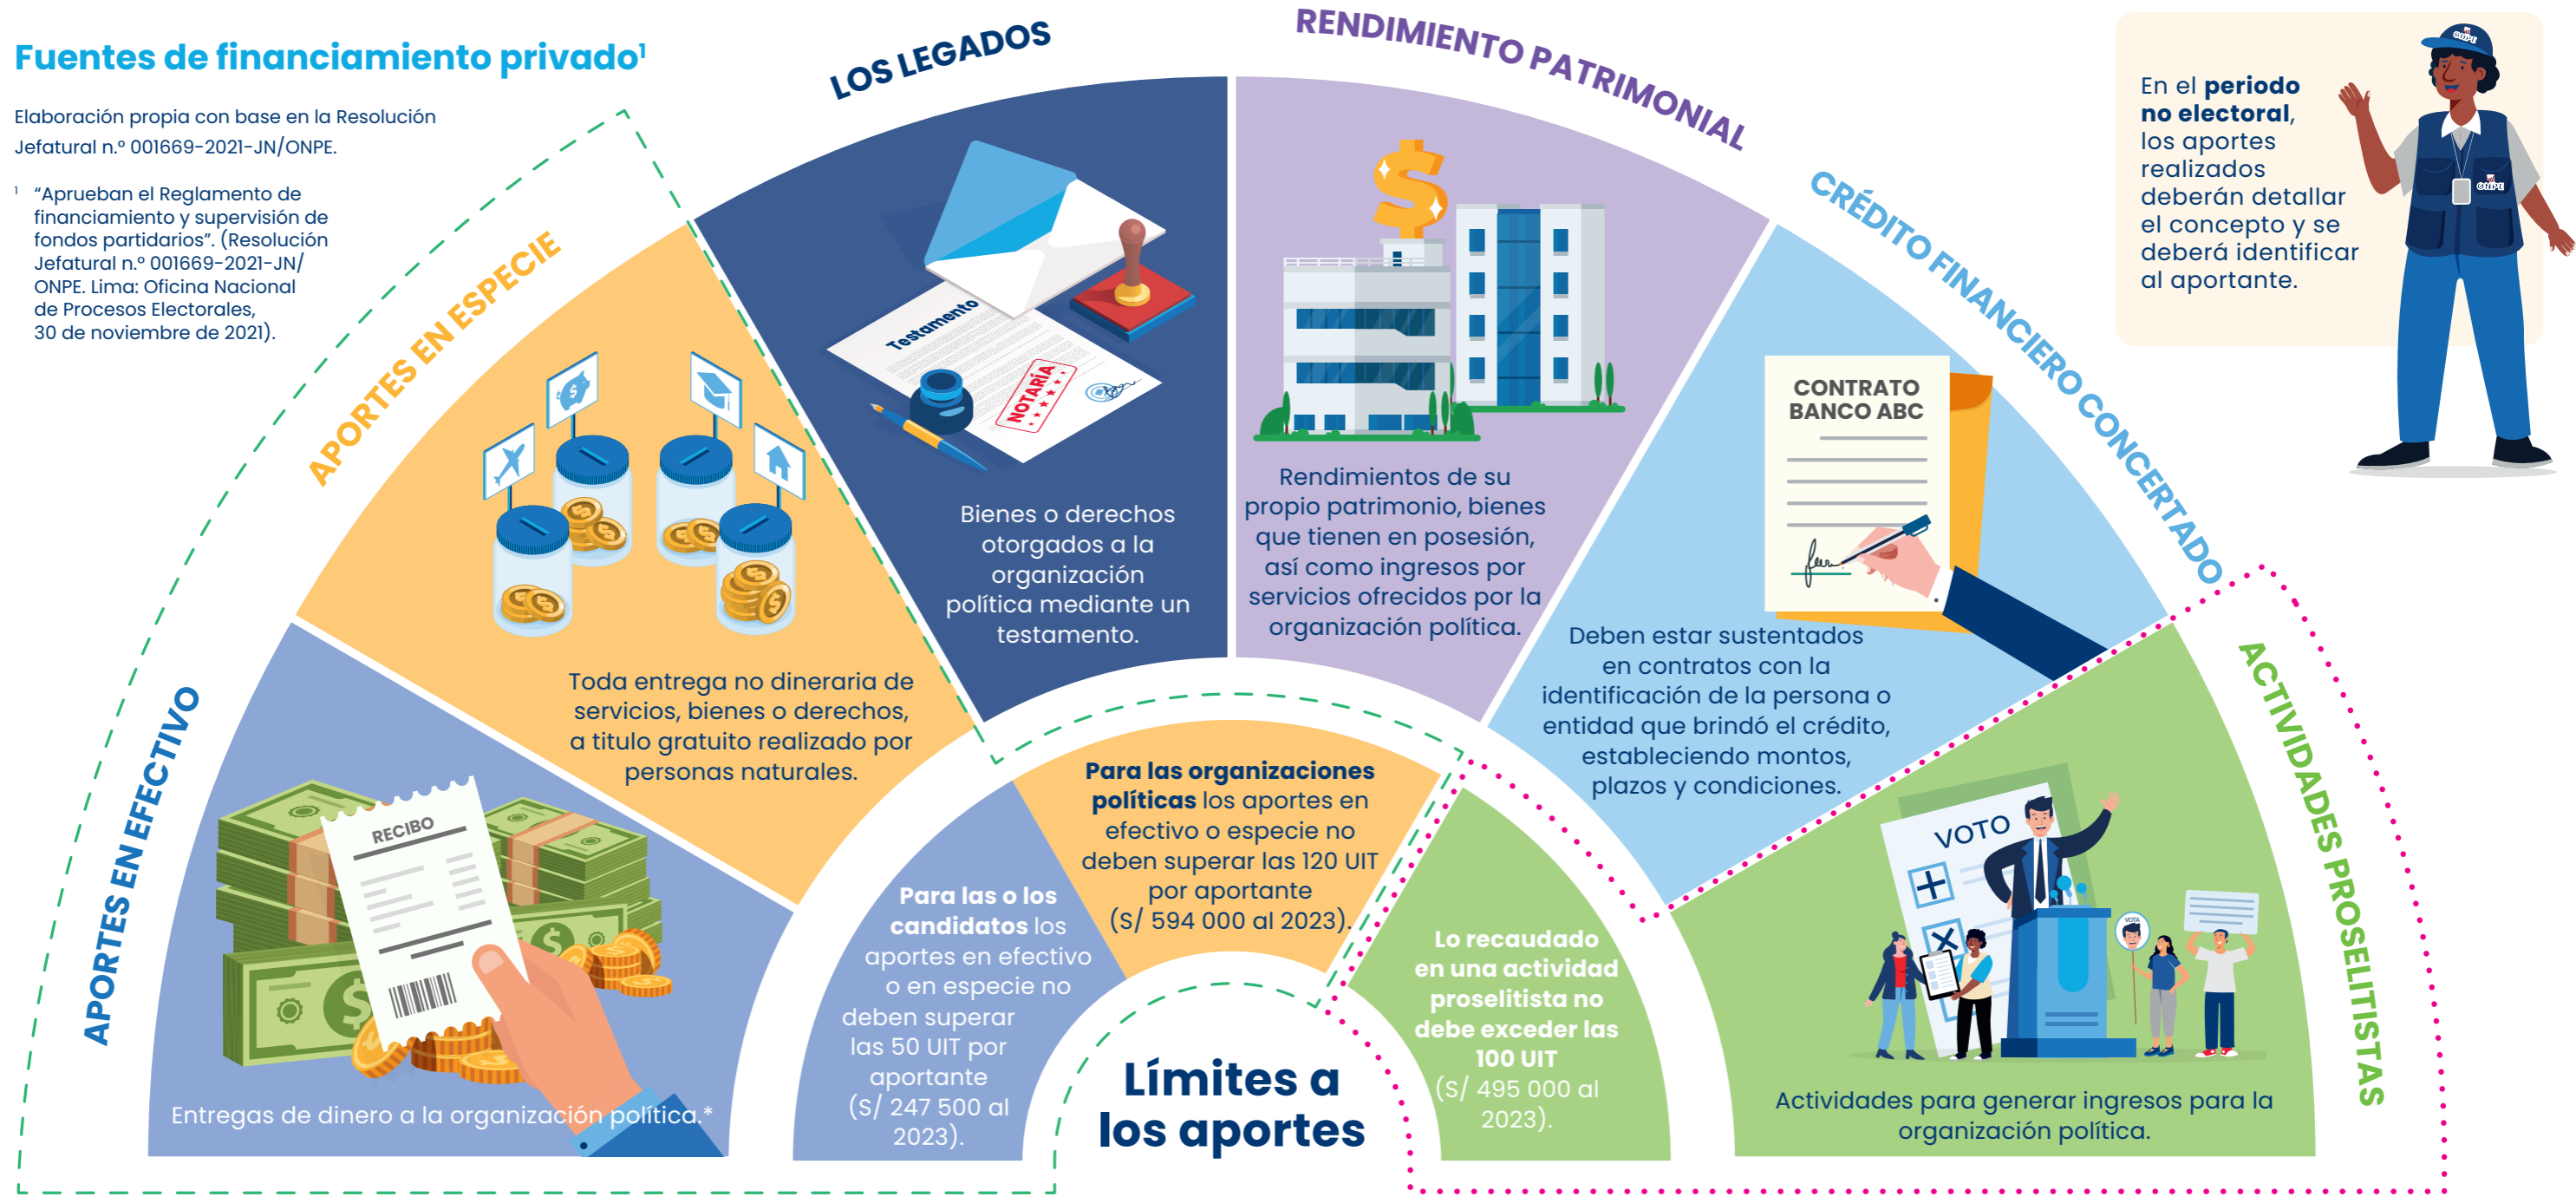 Fuentes de financiamiento privado¹
Elaboración propia con base en la Resolución
Jefatural n.º 001669-2021-JN/ONPE.
¹ “Aprueban el Reglamento de
financiamiento y supervisión de
fondos partidarios”. (Resolución
Jefatural n.º 001669-2021-JN/
ONPE. Lima: Oficina Nacional
de Procesos Electorales,
30 de noviembre de 2021).
APORTES EN EFECTIVO
RECIBO
Entregas de dinero a la organización política.*
APORTES EN ESPECIE
Toda entrega no dineraria de
servicios, bienes o derechos,
a titulo gratuito realizado por
personas naturales.
LOS LEGADOS
Testamento
NOTARÍA
Bienes o derechos
otorgados a la
organización
política mediante un
testamento.
RENDIMIENTO PATRIMONIAL
Rendimientos de su
propio patrimonio, bienes
que tienen en posesión,
así como ingresos por
servicios ofrecidos por la
organización política.
CRÉDITO FINANCIERO CONCERTADO
CONTRATO
BANCO ABC
Deben estar sustentados
en contratos con la
identificación de la persona o
entidad que brindó el crédito,
estableciendo montos,
plazos y condiciones.
ACTIVIDADES PROSELITISTAS
VOTO
VOTA
Actividades para generar ingresos para la
organización política.
En el periodo
no electoral,
los aportes
realizados
deberán detallar
el concepto y se
deberá identificar
al aportante.
ONPE
ONPE
Para las o los
candidatos los
aportes en efectivo
o en especie no
deben superar
las 50 UIT por
aportante
(S/ 247 500 al
2023).
Para las organizaciones
políticas los aportes en
efectivo o especie no
deben superar las 120 UIT
por aportante
(S/ 594 000 al 2023).
Lo recaudado
en una actividad
proselitista no
debe exceder las
100 UIT
(S/ 495 000 al
2023).
Límites a
los aportes